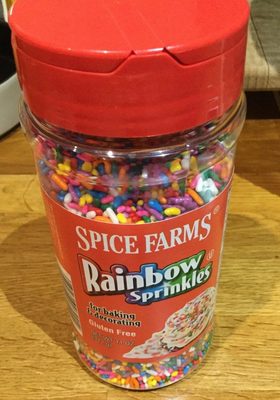 SPICE FARMS®
Rainbow
Sprinkles
for baking
& decorating
Gluten Free